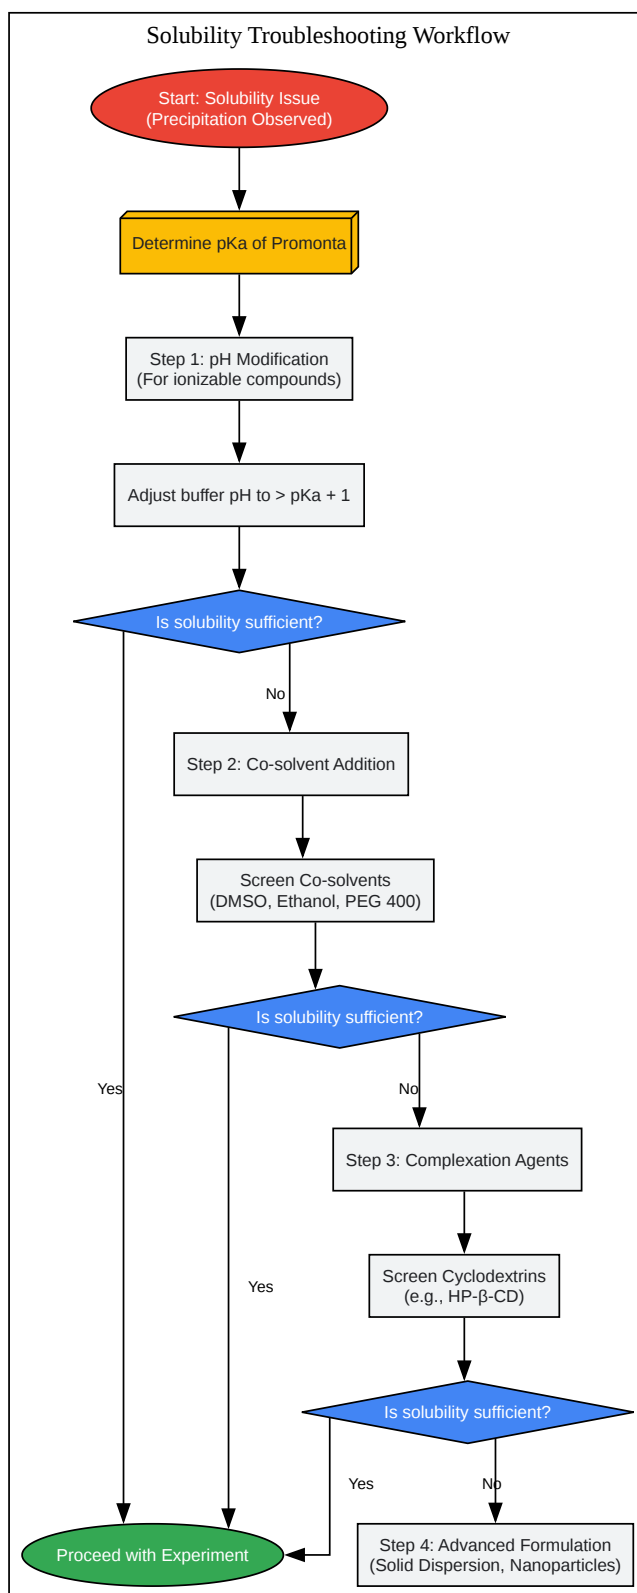 Solubility Troubleshooting Workflow
Start: Solubility Issue
(Precipitation Observed)
Determine pKa of Promonta
Step 1: pH Modification
(For ionizable compounds)
Adjust buffer pH to > pKa + 1
Is solubility sufficient?
No
Step 2: Co-solvent Addition
Screen Co-solvents
(DMSO, Ethanol, PEG 400)
Is solubility sufficient?
Yes
No
Step 3: Complexation Agents
Screen Cyclodextrins
(e.g., HP-β-CD)
Yes
Is solubility sufficient?
Yes
No
Proceed with Experiment
Step 4: Advanced Formulation
(Solid Dispersion, Nanoparticles)